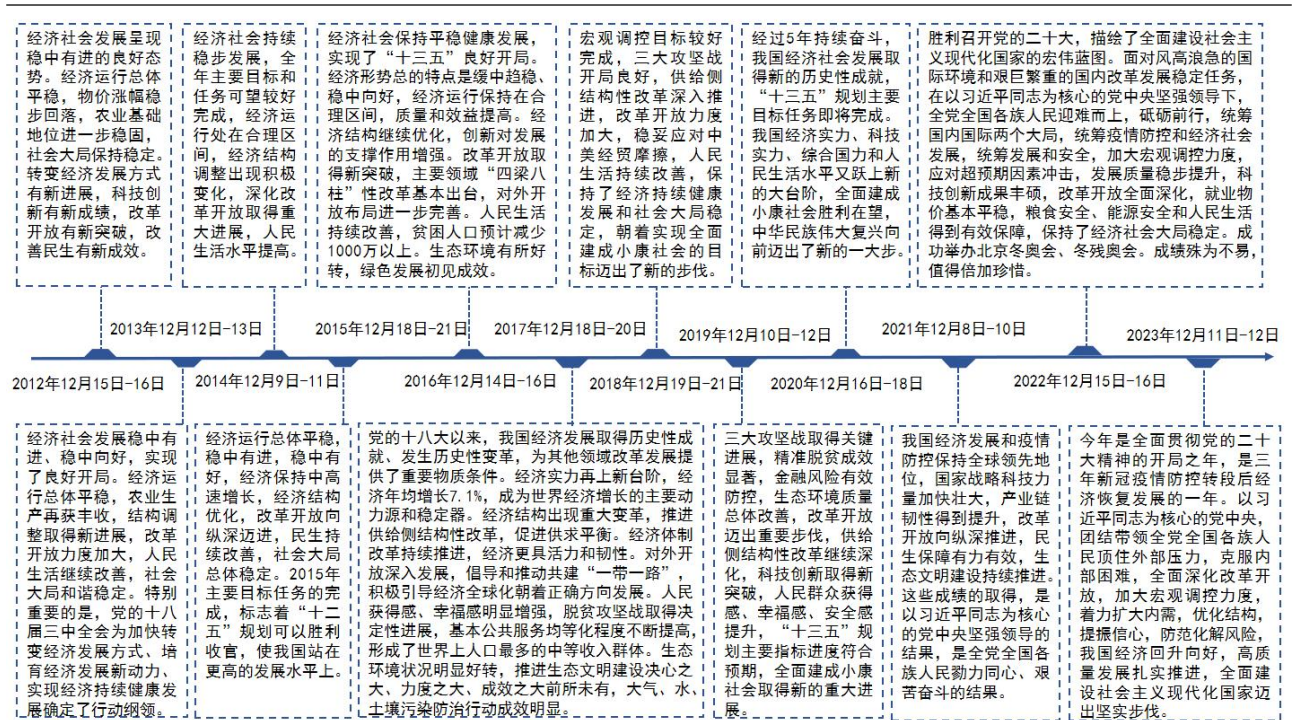 经济社会发展呈现
稳中有进的良好态
势。经济运行总体
平稳，物价涨幅稳
步回落，农业基础
地位进一步稳固，
社会大局保持稳定。
转变经济发展方式
有新进展，科技创
新有新成绩，改革
开放有新突破，改
善民生有新成效。
经济社会持续
稳步发展，全
年主要目标和
任务可望较好
完成，经济运
行处在合理区
间，经济结构
调整出现积极
变化，深化改
革开放取得重
大进展，人民
生活水平提高。
经济社会保持平稳健康发展，
实现了“十三五”良好开局。
经济形势总的特点是缓中趋稳、
稳中向好，经济运行保持在合
理区间，质量和效益提高。经
济结构继续优化，创新对发展
的支撑作用增强。改革开放取
得新突破，主要领域“四梁八
柱”性改革基本出台，对外开
放布局进一步完善。人民生活
持续改善，贫困人口预计减少
1000万以上。生态环境有所好
转，绿色发展初见成效。
宏观调控目标较好
完成，三大攻坚战
开局良好，供给侧
结构性改革深入推
进，改革开放力度
加大，稳妥应对中
美经贸摩擦，人民
生活持续改善，保
持了经济持续健康
发展和社会大局稳
定，朝着实现全面
建成小康社会的目
标迈出了新的步伐。
经过5年持续奋斗，
我国经济社会发展取
得新的历史性成就，
“十三五”规划主要
目标任务即将完成。
我国经济实力、科技
实力、综合国力和人
民生活水平又跃上新
的大台阶，全面建成
小康社会胜利在望，
中华民族伟大复兴向
前迈出了新的一大步。
胜利召开党的二十大，描绘了全面建设社会主
义现代化国家的宏伟蓝图。面对风高浪急的国
际环境和艰巨繁重的国内改革发展稳定任务，
在以习近平同志为核心的党中央坚强领导下，
全党全国各族人民迎难而上，砥砺前行，统筹
国内国际两个大局，统筹疫情防控和经济社会
发展，统筹发展和安全，加大宏观调控力度，
应对超预期因素冲击，发展质量稳步提升，科
技创新成果丰硕，改革开放全面深化，就业物
价基本平稳，粮食安全、能源安全和人民生活
得到有效保障，保持了经济社会大局稳定。成
功举办北京冬奥会、冬残奥会。成绩殊为不易，
值得倍加珍惜。
2013年12月12日-13日
2015年12月18日-21日
2017年12月18日-20日
2019年12月10日-12日
2021年12月8日-10日
2023年12月11日-12日
2012年12月15日-16日
2014年12月9日-11日
2016年12月14日-16日
2018年12月19日-21日
2020年12月16日-18日
2022年12月15日-16日
经济社会发展稳中有
进、稳中向好，实现
了良好开局。经济运
行总体平稳，农业生
产再获丰收，结构调
整取得新进展，改革
开放力度加大，人民
生活继续改善，社会
大局和谐稳定。特别
重要的是，党的十八
届三中全会为加快转
变经济发展方式、培
育经济发展新动力、
实现经济持续健康发
展确定了行动纲领。
经济运行总体平稳，
稳中有进，稳中有
好，经济保持中高
速增长，经济结构
优化，改革开放向
纵深迈进，民生持
续改善，社会大局
总体稳定。2015年
主要目标任务的完
成，标志着“十二
五”规划可以胜利
收官，使我国站在
更高的发展水平上。
党的十八大以来，我国经济发展取得历史性成
就、发生历史性变革，为其他领域改革发展提
供了重要物质条件。经济实力再上新台阶，经
济年均增长7.1%，成为世界经济增长的主要动
力源和稳定器。经济结构出现重大变革，推进
供给侧结构性改革，促进供求平衡。经济体制
改革持续推进，经济更具活力和韧性。对外开
放深入发展，倡导和推动共建“一带一路”，
积极引导经济全球化朝着正确方向发展。人民
获得感、幸福感明显增强，脱贫攻坚战取得决
定性进展，基本公共服务均等化程度不断提高，
形成了世界上人口最多的中等收入群体。生态
环境状况明显好转，推进生态文明建设决心之
大、力度之大、成效之大前所未有，大气、水、
土壤污染防治行动成效明显。
三大攻坚战取得关键
进展，精准脱贫成效
显著，金融风险有效
防控，生态环境质量
总体改善，改革开放
迈出重要步伐，供给
侧结构性改革继续深
化，科技创新取得新
突破，人民群众获得
感、幸福感、安全感
提升，“十三五”规
划主要指标进度符合
预期，全面建成小康
社会取得新的重大进
展。
我国经济发展和疫情
防控保持全球领先地
位，国家战略科技力
量加快壮大，产业链
韧性得到提升，改革
开放向纵深推进，民
生保障有力有效，生
态文明建设持续推进。
这些成绩的取得，是
以习近平同志为核心
的党中央坚强领导的
结果，是全党全国各
族人民勠力同心、艰
苦奋斗的结果。
今年是全面贯彻党的二十
大精神的开局之年，是三
年新冠疫情防控转段后经
济恢复发展的一年。以习
近平同志为核心的党中央，
团结带领全党全国各族人
民顶住外部压力，克服内
部困难，全面深化改革开
放，加大宏观调控力度，
着力扩大内需，优化结构，
提振信心，防范化解风险，
我国经济回升向好，高质
量发展扎实推进，全面建
设社会主义现代化国家迈
出坚实步伐。